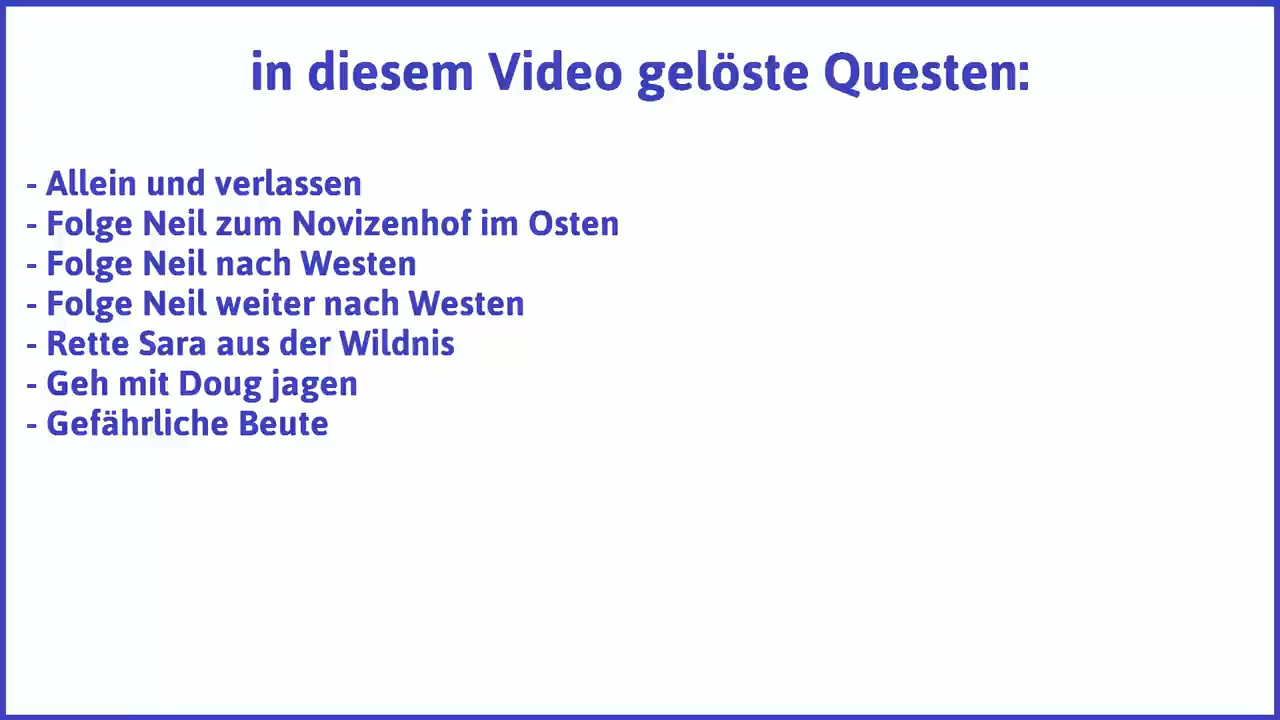 in diesem Video gelöste Questen:
- Allein und verlassen
- Folge Neil zum Novizenhof im Osten
- Folge Neil nach Westen
- Folge Neil weiter nach Westen
- Rette Sara aus der Wildnis
- Geh mit Doug jagen
- Gefährliche Beute